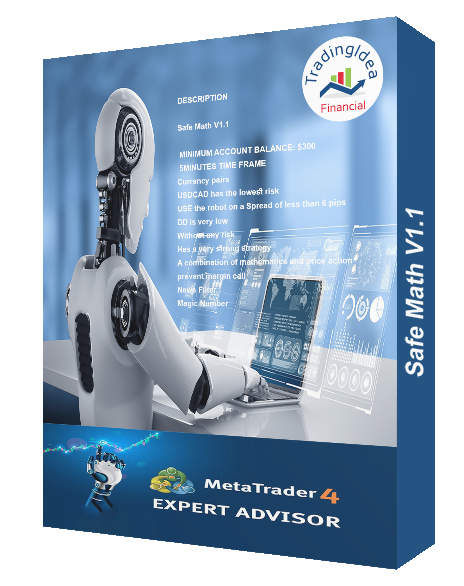 TradingIdea
Financial
DESCRIPTION
Safe Math V1.1
MINIMUM ACCOUNT BALANCE: $300
5MINUTES TIME FRAME
Currency pairs
USDCAD has the lowest risk
USE the robot on a Spread of less than 6 pips
DD is very low
Without any risk
Has a very strong strategy
A combination of mathematics and price action
prevent margin call
News Filter
Magic Number
Safe Math V1.1
MetaTrader 4
EXPERT ADVISOR